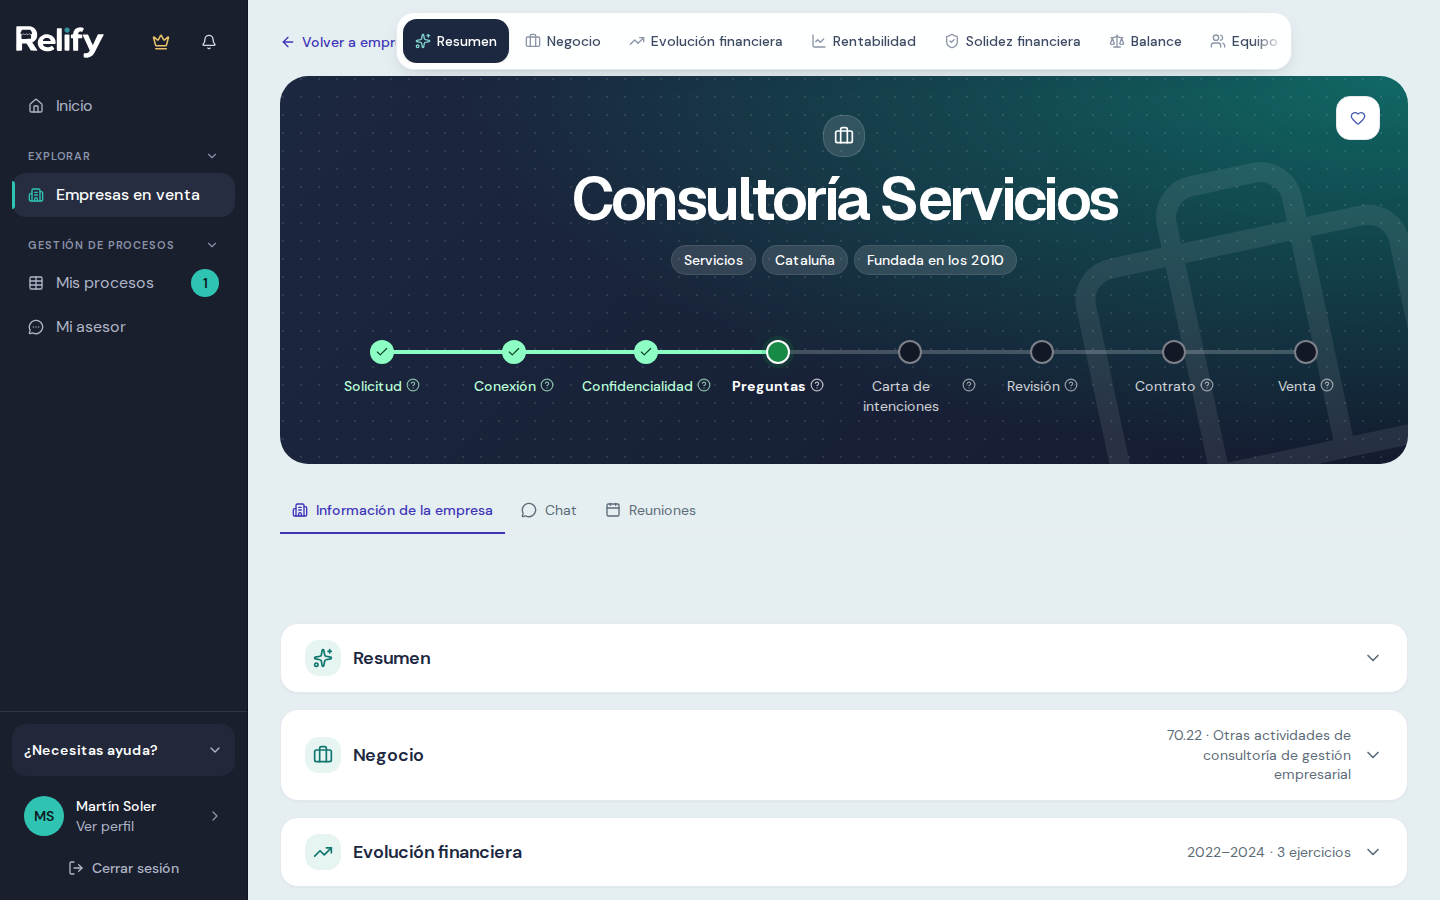 Relify
Inicio
EXPLORAR
Empresas en venta
GESTIÓN DE PROCESOS
Mis procesos
1
Mi asesor
¿Necesitas ayuda?
MS
Martín Soler
Ver perfil
Cerrar sesión
Volver a empr
Resumen
Negocio
Evolución financiera
Rentabilidad
Solidez financiera
Balance
Equipo
Consultoría Servicios
Servicios
Cataluña
Fundada en los 2010
Solicitud
Conexión
Confidencialidad
Preguntas
Carta de
intenciones
Revisión
Contrato
Venta
Información de la empresa
Chat
Reuniones
Resumen
Negocio
70.22 · Otras actividades de
consultoría de gestión
empresarial
Evolución financiera
2022–2024 · 3 ejercicios